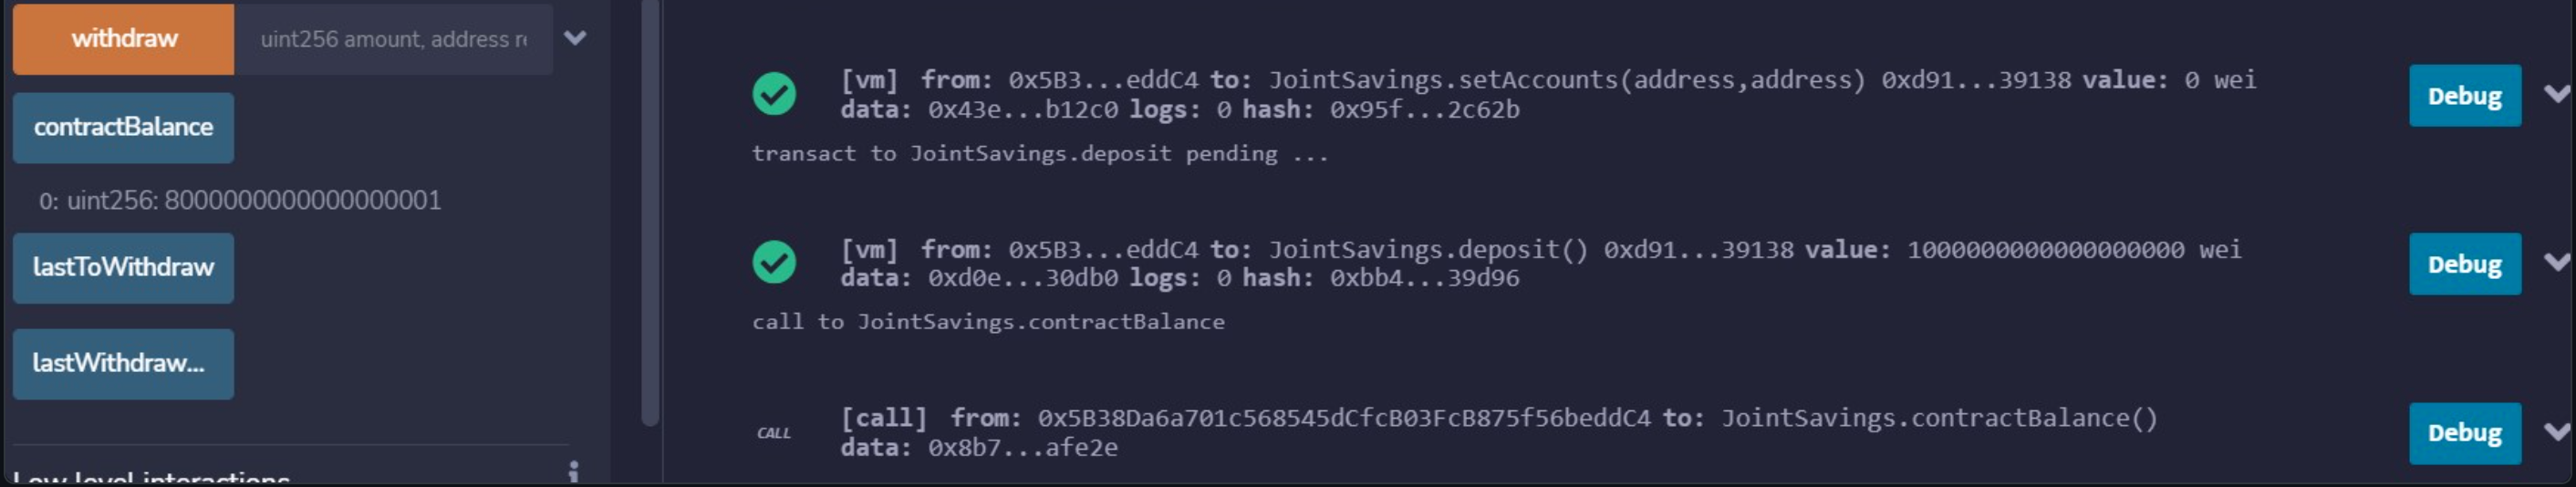 withdraw
uint256 amount, address re
contractBalance
0: uint256: 8000000000000000001
lastToWithdraw
lastWithdraw...
Low level interactions
[vm] from: 0x5B3...eddC4 to: JointSavings.setAccounts(address,address) 0xd91...39138 value: 0 wei
data: 0x43e...b12c0 logs: 0 hash: 0x95f...2c62b
Debug
transact to JointSavings.deposit pending ...
[vm] from: 0x5B3...eddC4 to: JointSavings.deposit() 0xd91...39138 value: 1000000000000000000 wei
data: 0xd0e...30db0 logs: 0 hash: 0xbb4...39d96
Debug
call to JointSavings.contractBalance
CALL
[call] from: 0x5B38Da6a701c568545dCfcB03FcB875f56beddC4 to: JointSavings.contractBalance()
data: 0x8b7...afe2e
Debug